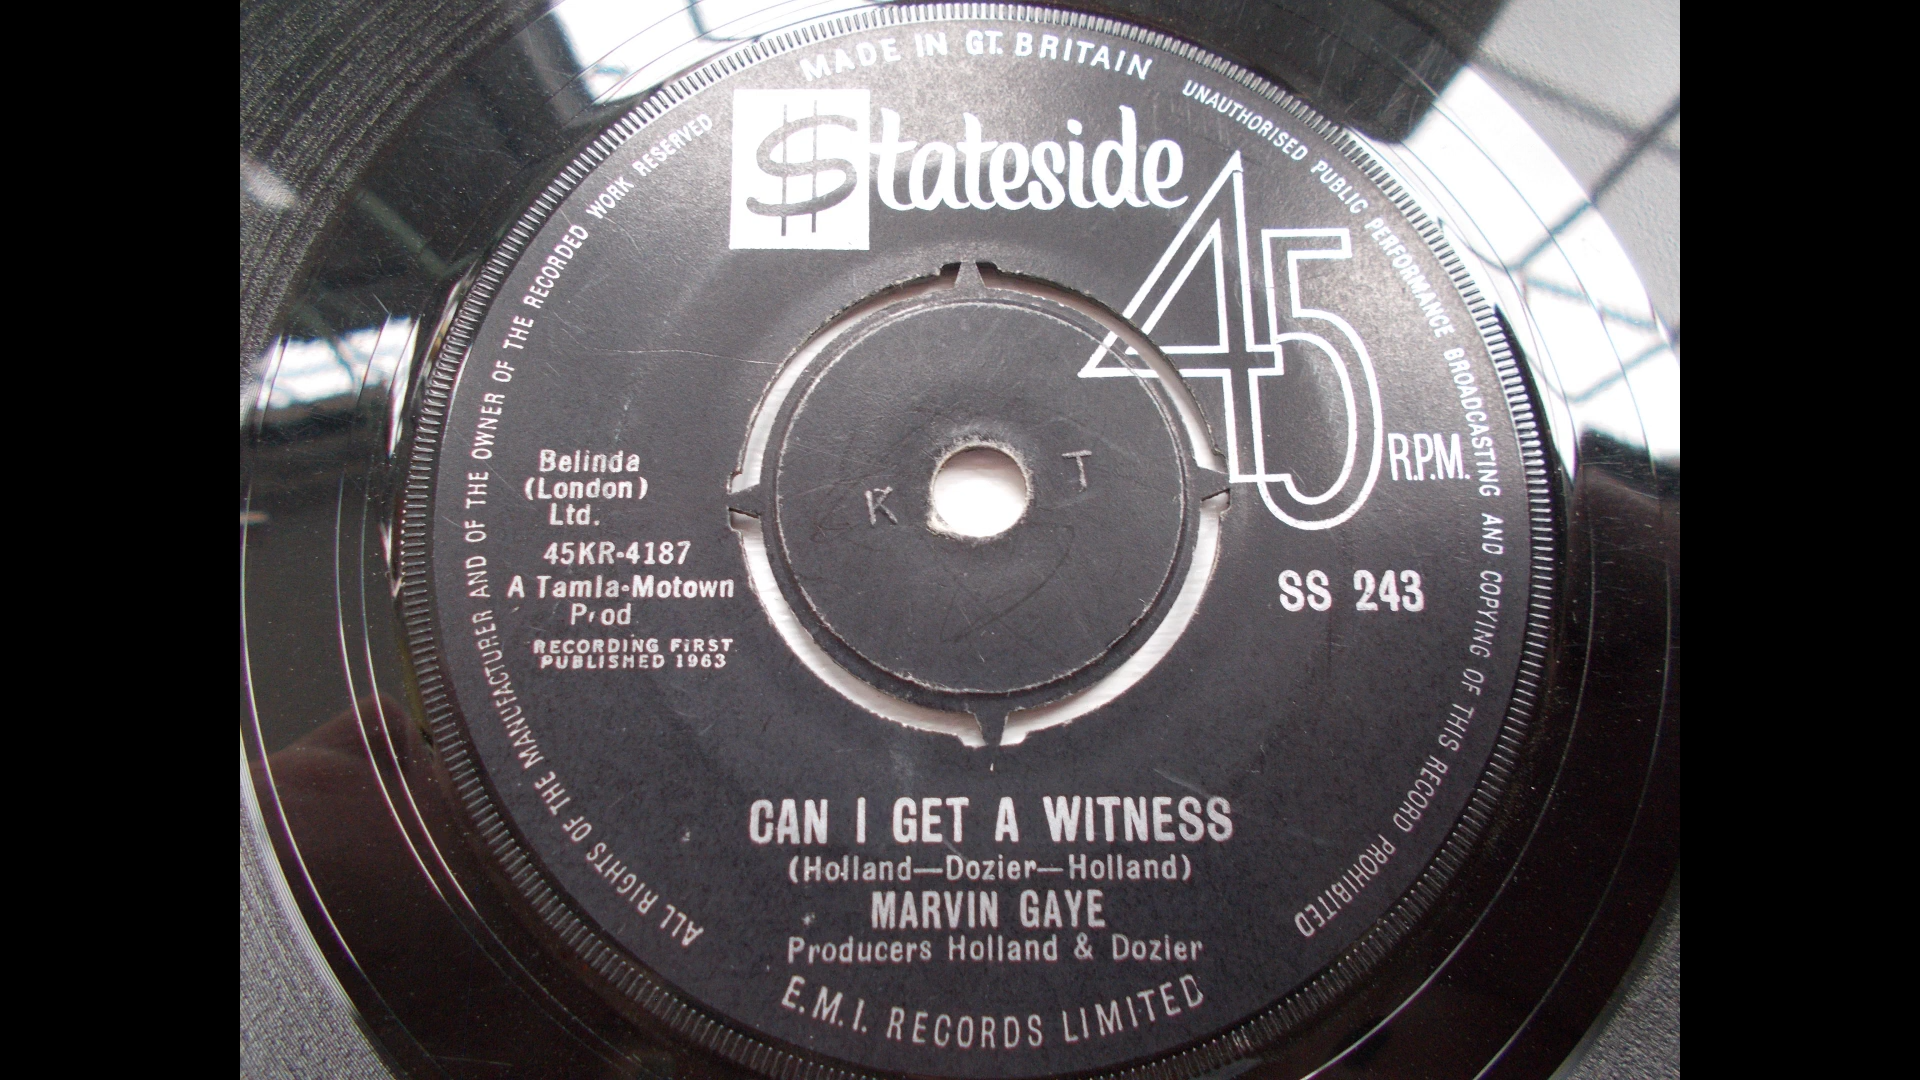 MADE IN GT. BRITAIN
UNAUTHORISED PUBLIC PERFORMANCE BROADCASTING AND COPYING OF THIS RECORD PROHIBITED
ALL RIGHTS OF THE MANUFACTURER AND OF THE OWNER OF THE RECORDED WORK RESERVED
Stateside
45
R.P.M.
K T
Belinda
(London)
Ltd.
45KR-4187
A Tamla-Motown
Prod
RECORDING FIRST
PUBLISHED 1963
SS 243
CAN I GET A WITNESS
(Holland—Dozier—Holland)
MARVIN GAYE
Producers Holland & Dozier
E.M.I. RECORDS LIMITED